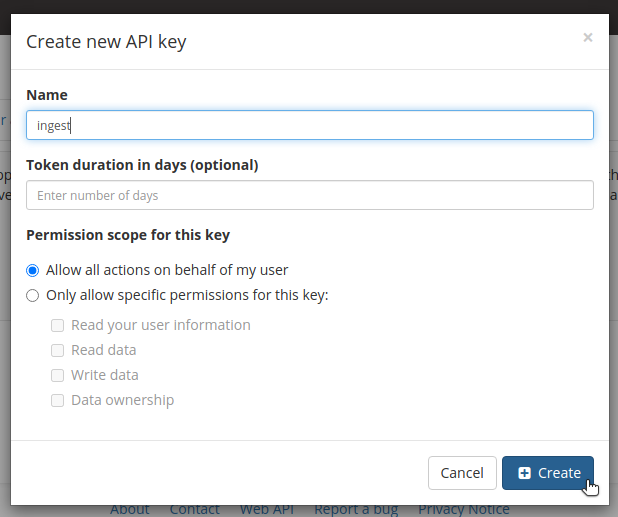 Create new API key
×
Name
ingest
Token duration in days (optional)
Enter number of days
Permission scope for this key
Allow all actions on behalf of my user
Only allow specific permissions for this key:
Read your user information
Read data
Write data
Data ownership
Cancel
Create
About Contact Web API Report a bug Privacy Notice